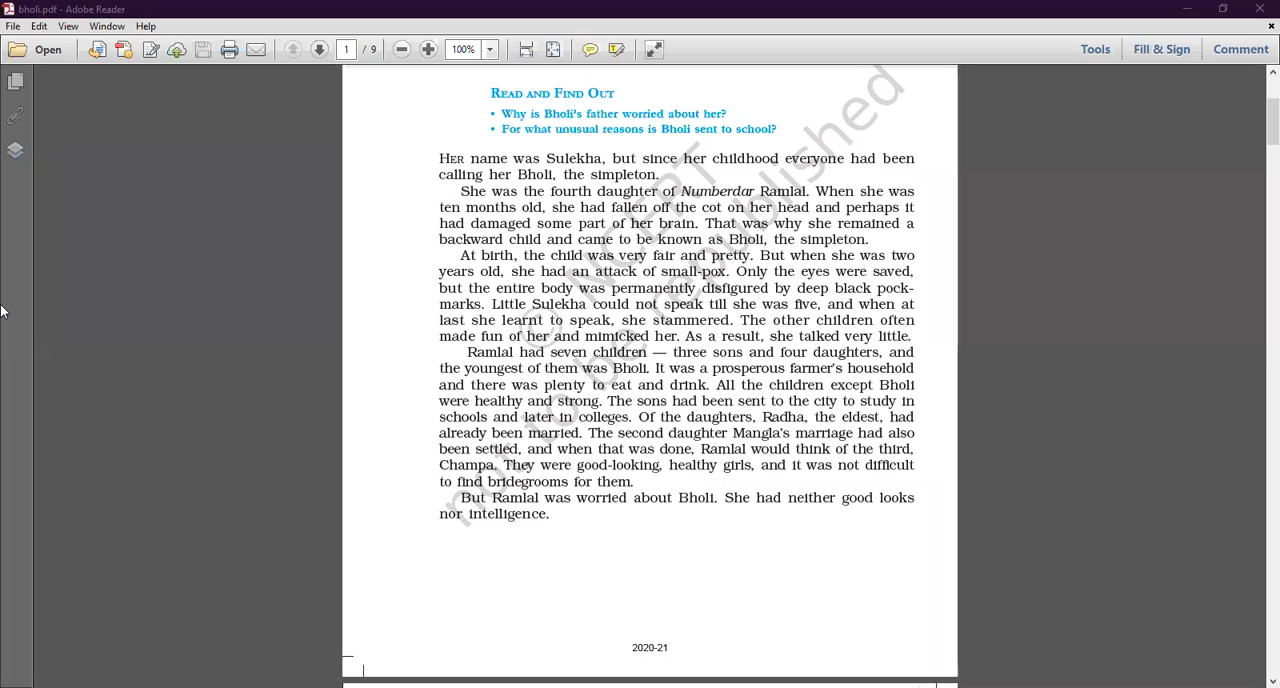 bholi.pdf - Adobe Reader
File Edit View Window Help
Open 1 / 9 100% Tools Fill & Sign Comment
READ AND FIND OUT
• Why is Bholi's father worried about her?
• For what unusual reasons is Bholi sent to school?
HER name was Sulekha, but since her childhood everyone had been
calling her Bholi, the simpleton.
She was the fourth daughter of Numberdar Ramlal. When she was
ten months old, she had fallen off the cot on her head and perhaps it
had damaged some part of her brain. That was why she remained a
backward child and came to be known as Bholi, the simpleton.
At birth, the child was very fair and pretty. But when she was two
years old, she had an attack of small-pox. Only the eyes were saved,
but the entire body was permanently disfigured by deep black pock-
marks. Little Sulekha could not speak till she was five, and when at
last she learnt to speak, she stammered. The other children often
made fun of her and mimicked her. As a result, she talked very little.
Ramlal had seven children — three sons and four daughters, and
the youngest of them was Bholi. It was a prosperous farmer's household
and there was plenty to eat and drink. All the children except Bholi
were healthy and strong. The sons had been sent to the city to study in
schools and later in colleges. Of the daughters, Radha, the eldest, had
already been married. The second daughter Mangla's marriage had also
been settled, and when that was done, Ramlal would think of the third,
Champa. They were good-looking, healthy girls, and it was not difficult
to find bridegrooms for them.
But Ramlal was worried about Bholi. She had neither good looks
nor intelligence.
© NCERT
not to be republished
2020-21